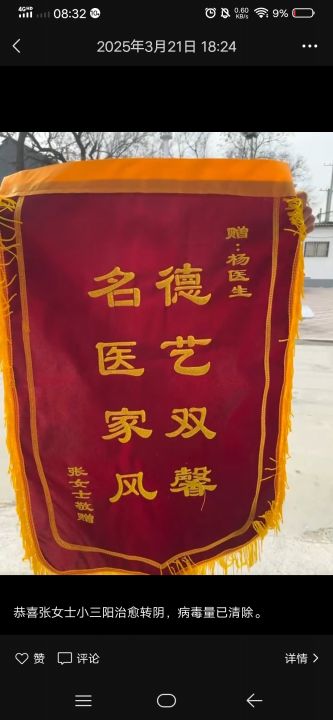 4G HD 08:32 0.60 KB/s 9%
2025年3月21日 18:24
赠:杨医生
德艺双馨
名医家风
张女士敬赠
恭喜张女士小三阳治愈转阴，病毒量已清除。
赞 评论 详情